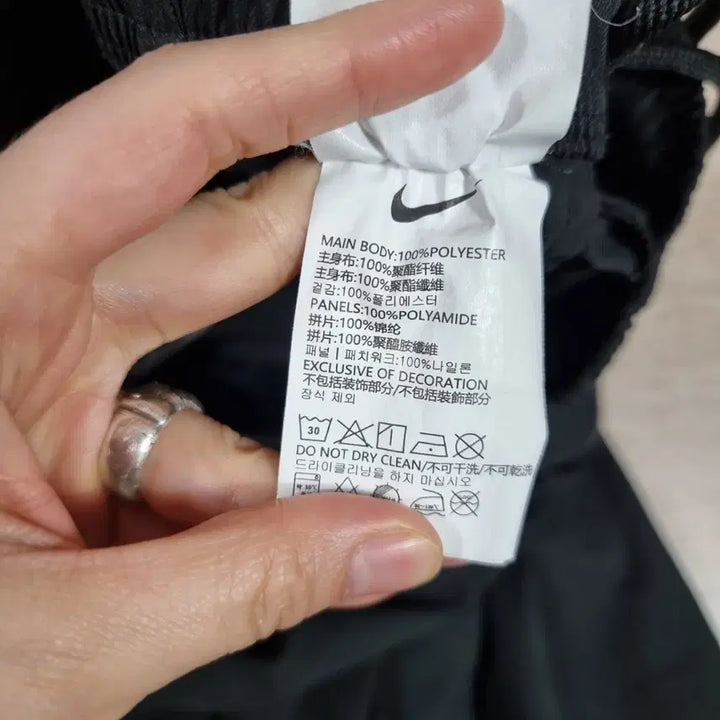 MAIN BODY:100%POLYESTER
主身布:100%聚酯纤维
主身布:100%聚酯纖維
겉감:100%폴리에스터
PANELS:100%POLYAMIDE
拼片:100%锦纶
拼片:100%聚醯胺纖維
패널ㅣ패치워크:100%나일론
EXCLUSIVE OF DECORATION
不包括装饰部分/不包括裝飾部分
장식 제외
30
DO NOT DRY CLEAN/不可干洗/不可乾洗
드라이클리닝을 하지 마십시오